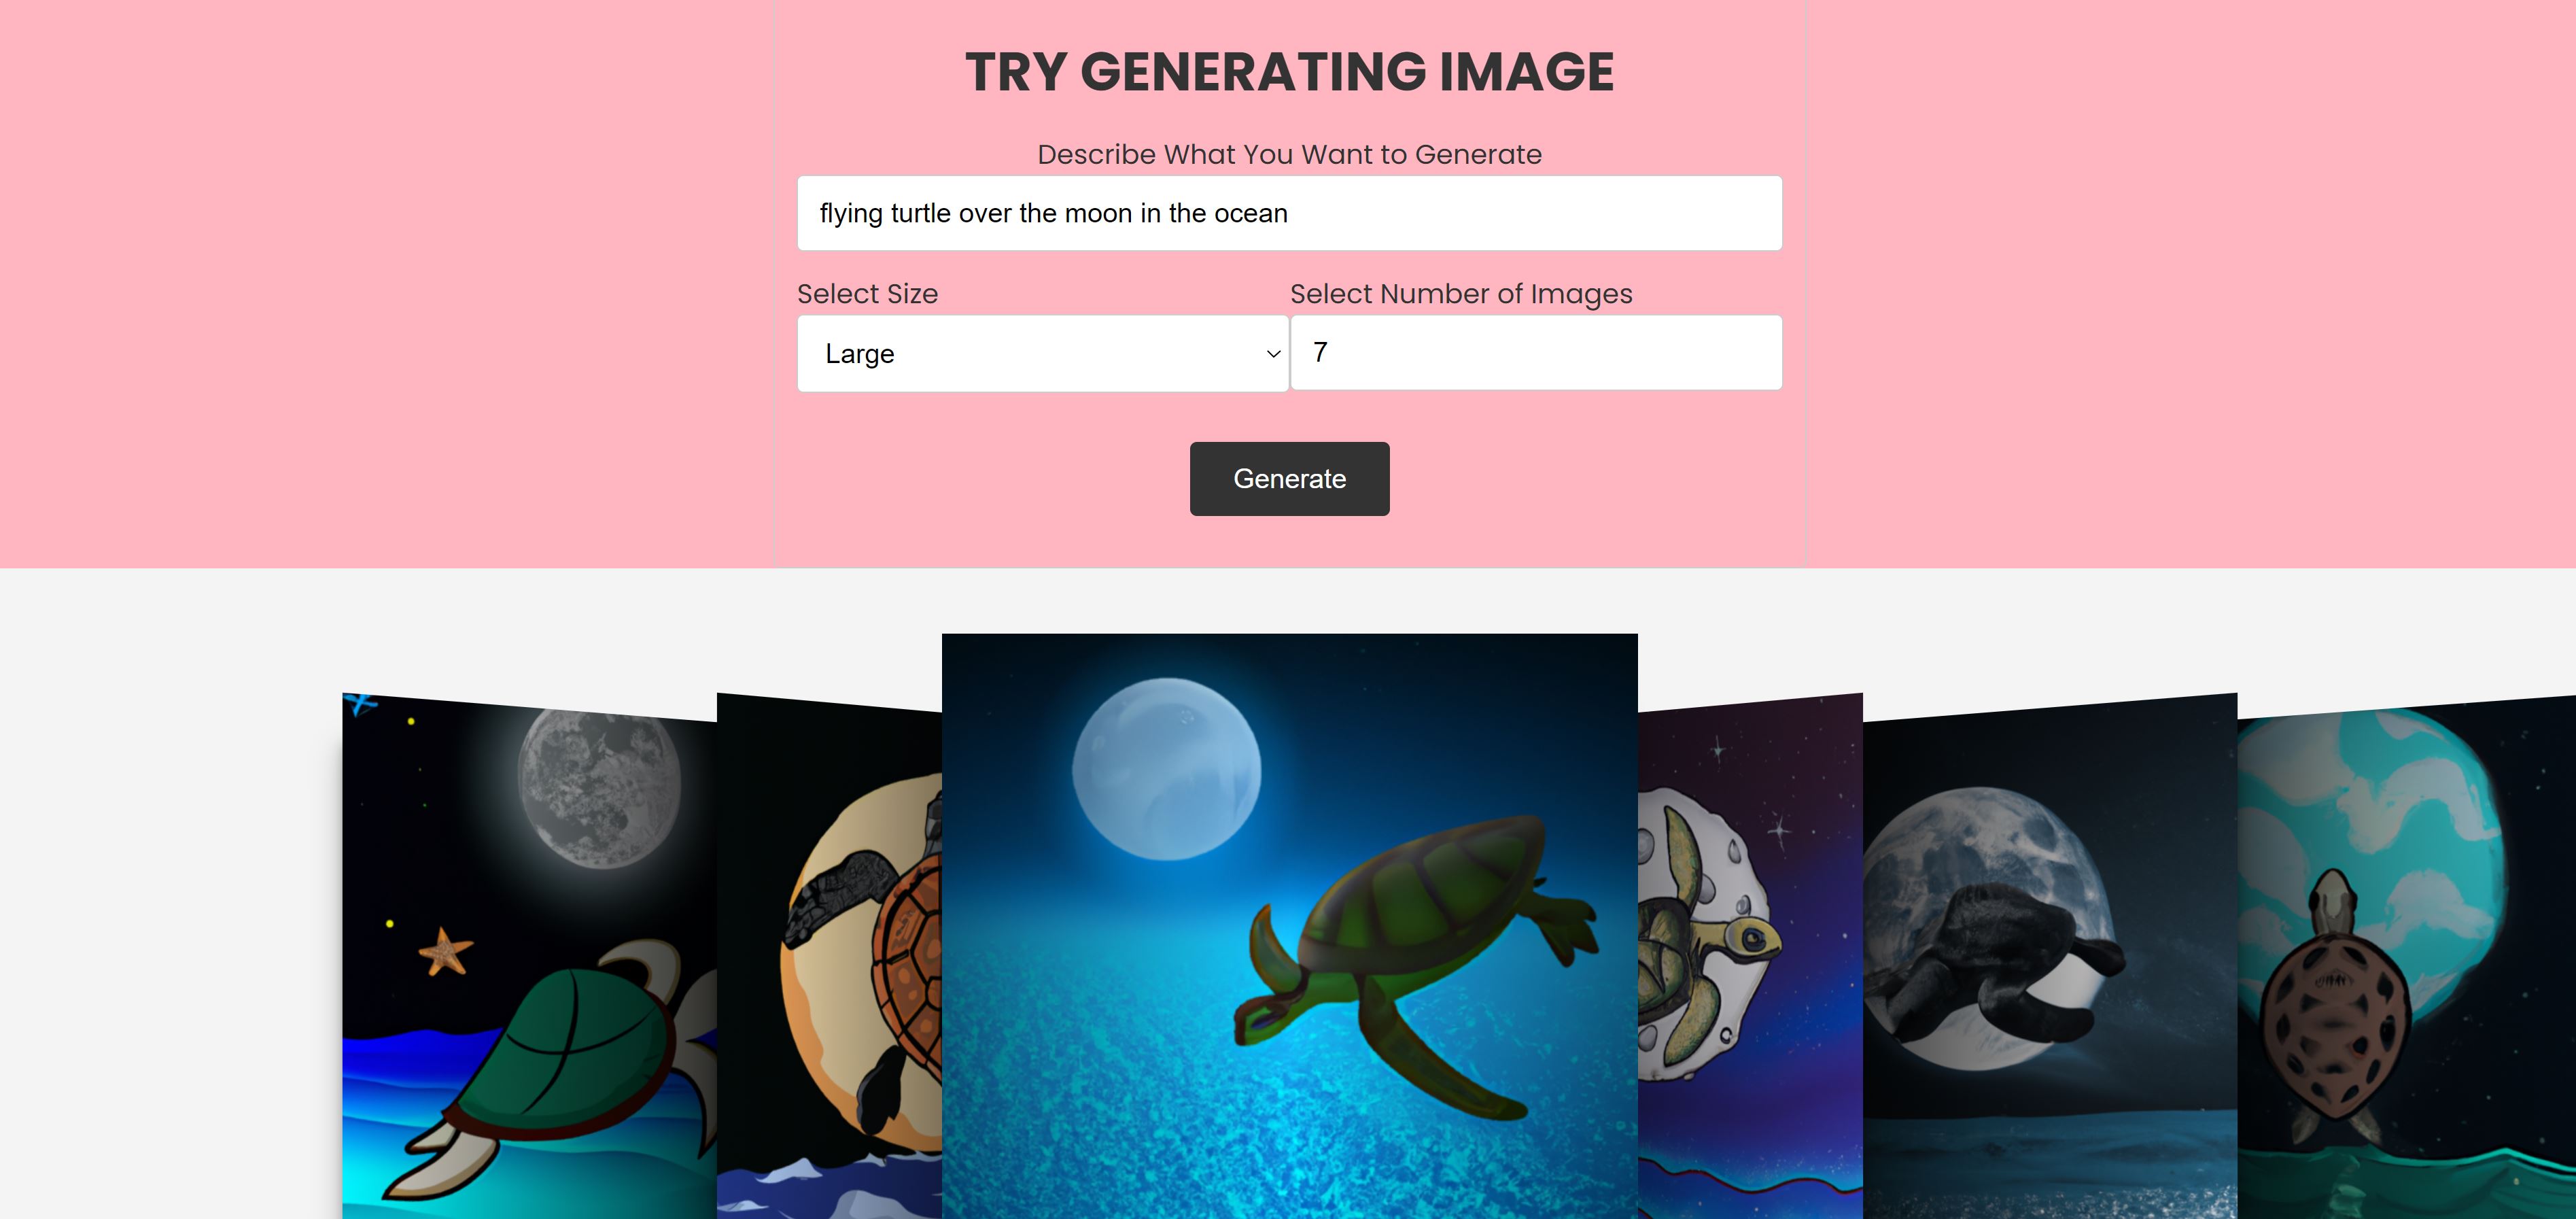 TRY GENERATING IMAGE
Describe What You Want to Generate
flying turtle over the moon in the ocean
Select Size
Select Number of Images
Large
7
Generate